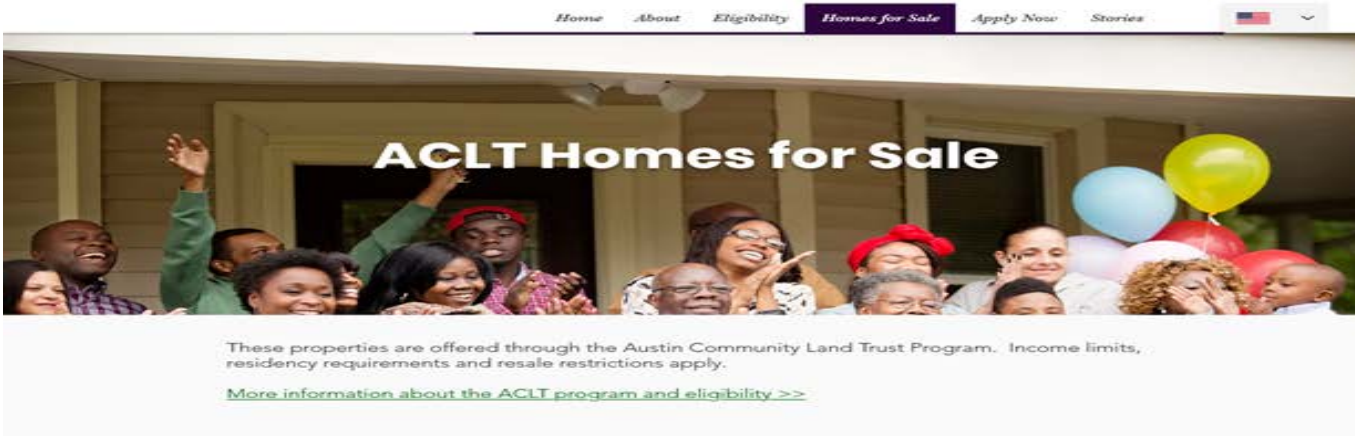 Home About Eligibility Homes for Sale Apply Now Stories
ACLT Homes for Sale
These properties are offered through the Austin Community Land Trust Program. Income limits,
residency requirements and resale restrictions apply.
More information about the ACLT program and eligibility >>